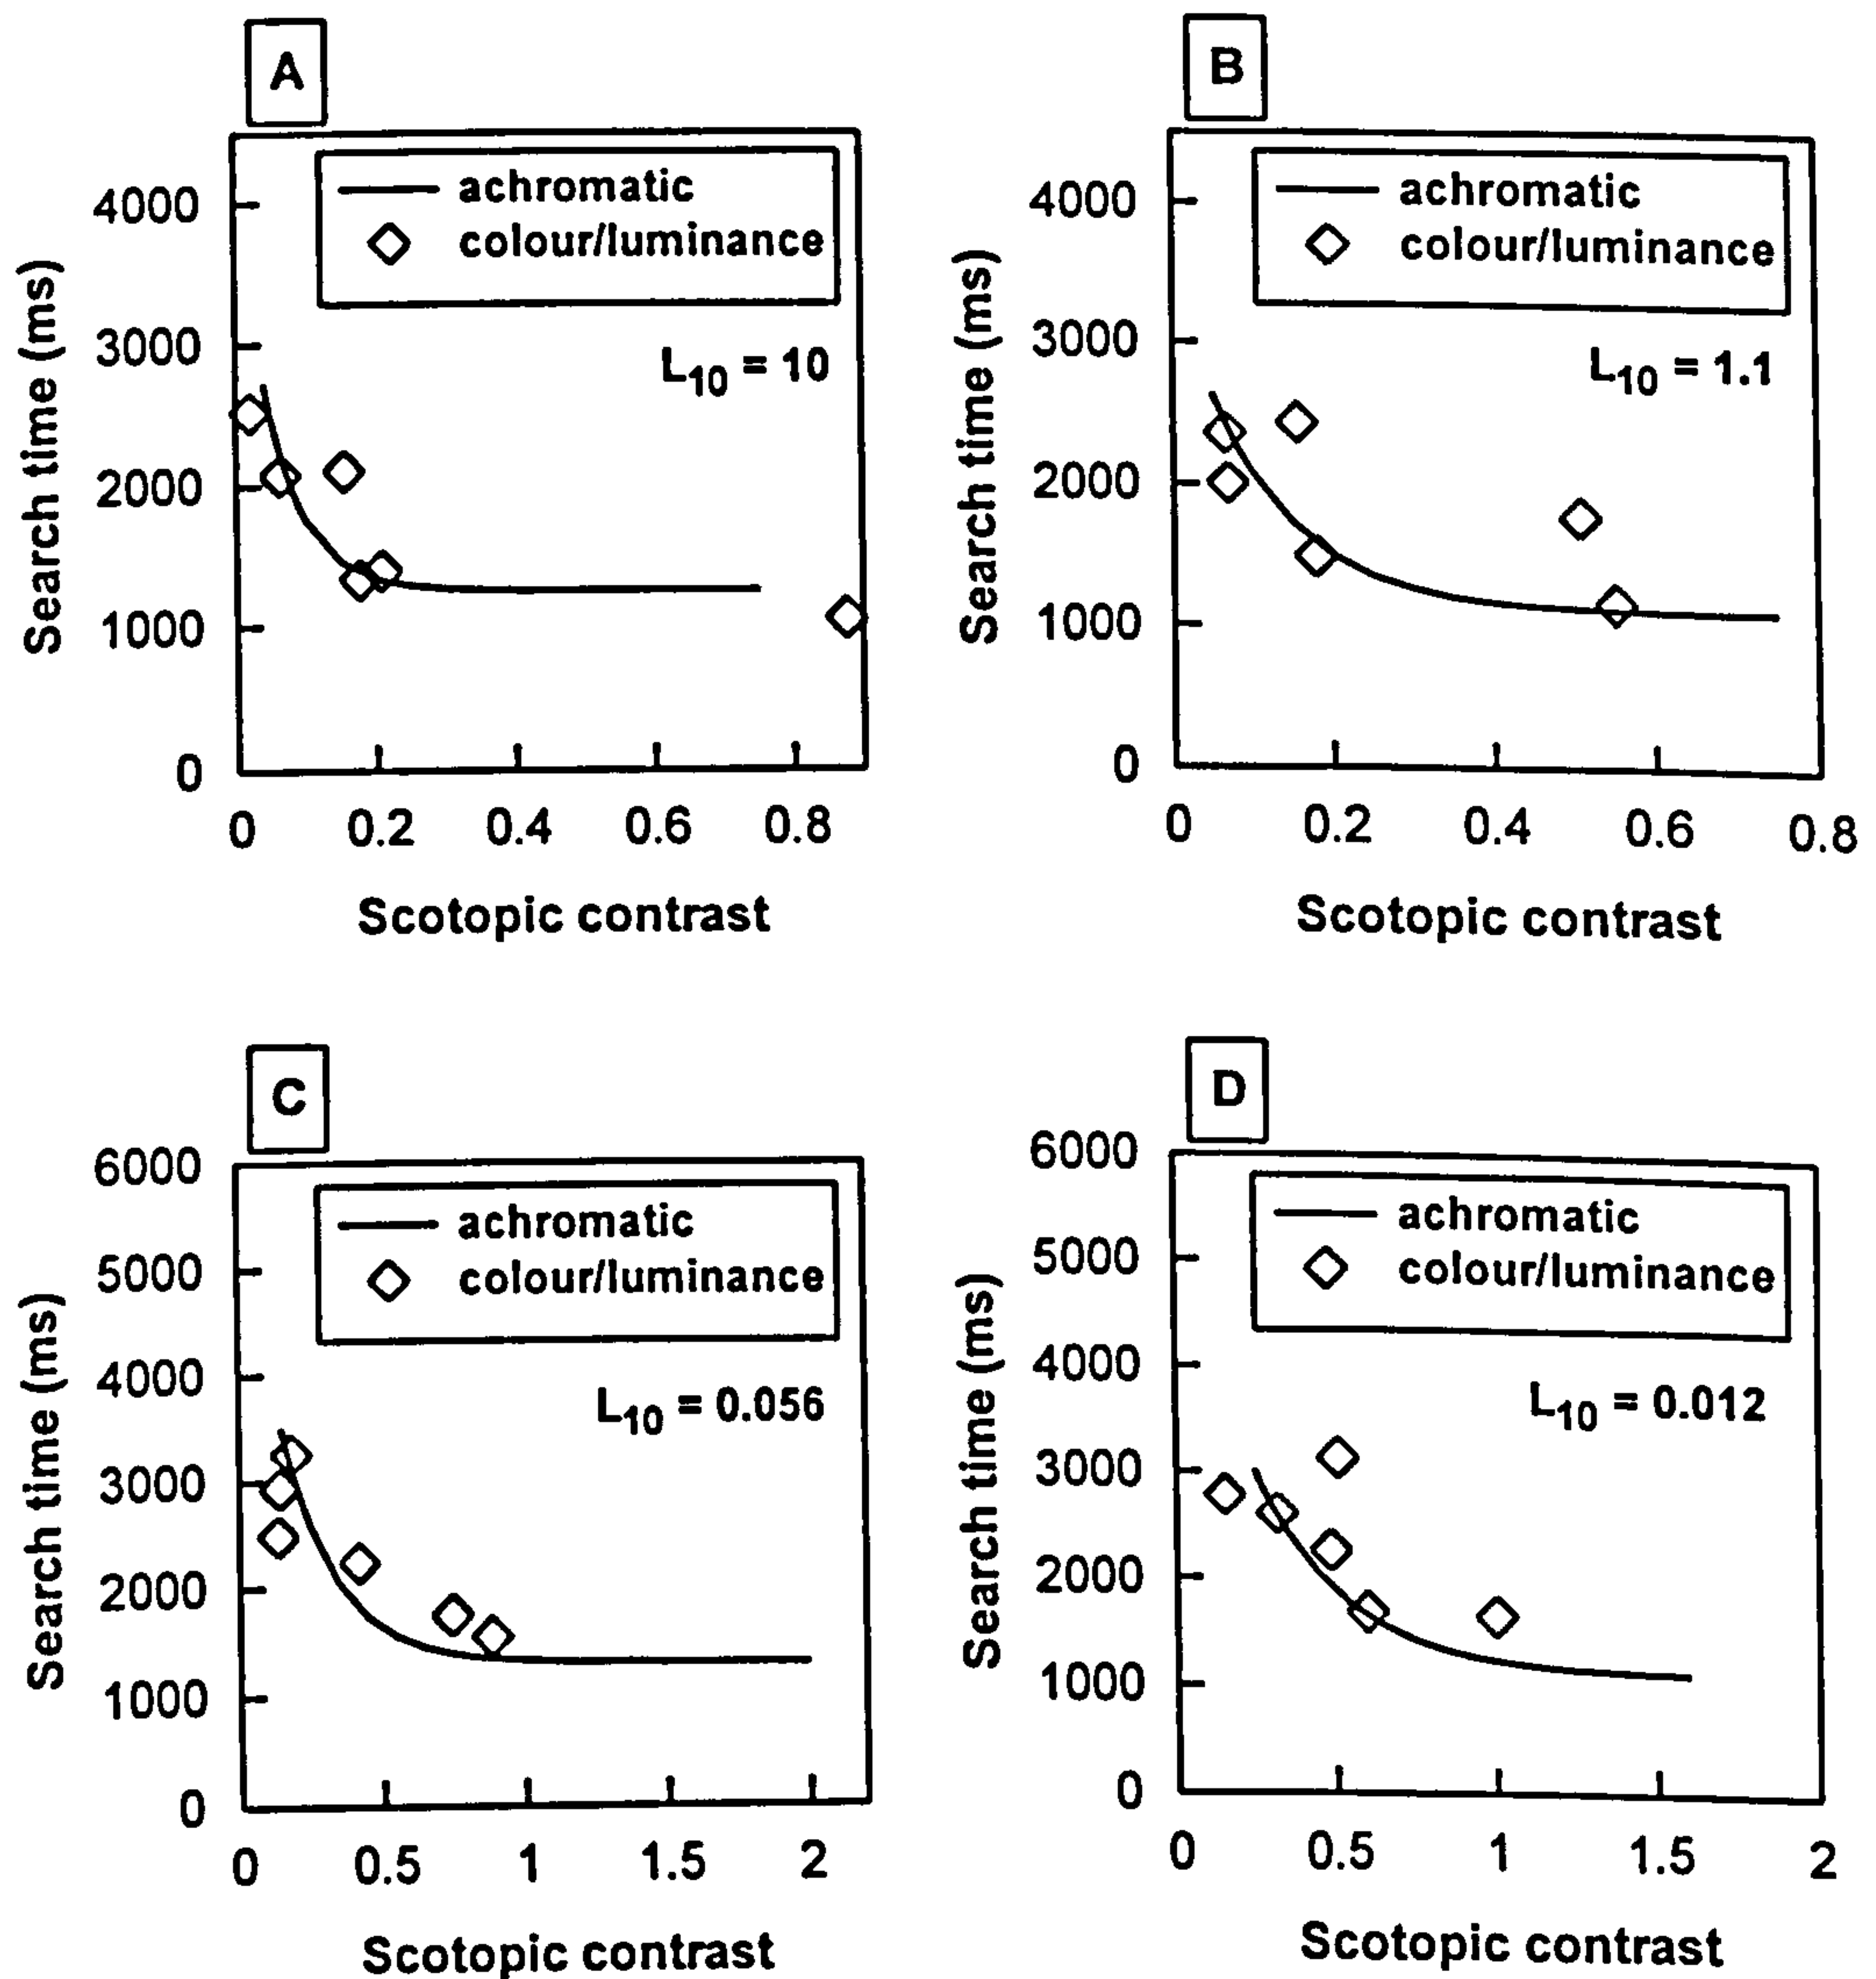 A
achromatic
colour/luminance
L10 = 10
Search time (ms)
4000
3000
2000
1000
0
0 0.2 0.4 0.6 0.8
Scotopic contrast
B
achromatic
colour/luminance
L10 = 1.1
Search time (ms)
4000
3000
2000
1000
0
0 0.2 0.4 0.6 0.8
Scotopic contrast
C
achromatic
colour/luminance
L10 = 0.056
Search time (ms)
6000
5000
4000
3000
2000
1000
0
0 0.5 1 1.5 2
Scotopic contrast
D
achromatic
colour/luminance
L10 = 0.012
Search time (ms)
6000
5000
4000
3000
2000
1000
0
0 0.5 1 1.5 2
Scotopic contrast